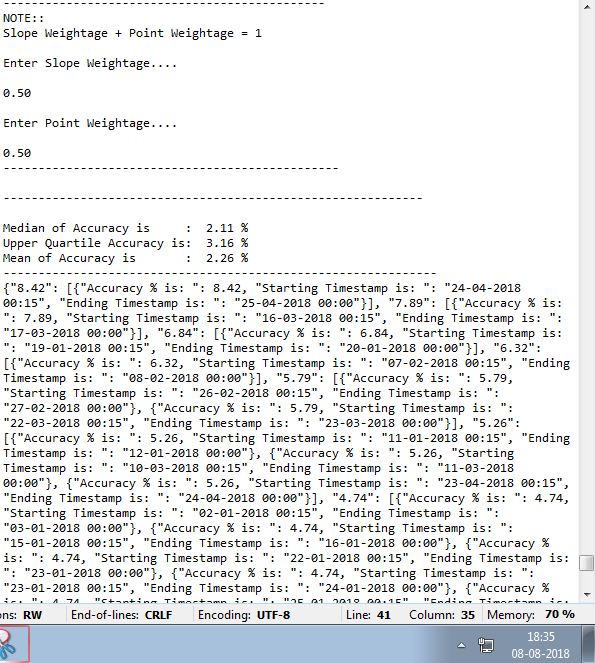 -----------------------------------------------
NOTE::
Slope Weightage + Point Weightage = 1
Enter Slope Weightage....
0.50
Enter Point Weightage....
0.50
-------------------------------------------------
-------------------------------------------------------------
Median of Accuracy is      :  2.11 %
Upper Quartile Accuracy is:  3.16 %
Mean of Accuracy is        :  2.26 %
---------------------------------------------------------------
{"8.42": [{"Accuracy % is: ": 8.42, "Starting Timestamp is: ": "24-04-2018
00:15", "Ending Timestamp is: ": "25-04-2018 00:00"}], "7.89": [{"Accuracy % is:
": 7.89, "Starting Timestamp is: ": "16-03-2018 00:15", "Ending Timestamp is: ":
"17-03-2018 00:00"}], "6.84": [{"Accuracy % is: ": 6.84, "Starting Timestamp is:
": "19-01-2018 00:15", "Ending Timestamp is: ": "20-01-2018 00:00"}], "6.32":
[{"Accuracy % is: ": 6.32, "Starting Timestamp is: ": "07-02-2018 00:15", "Ending
Timestamp is: ": "08-02-2018 00:00"}], "5.79": [{"Accuracy % is: ": 5.79,
"Starting Timestamp is: ": "26-02-2018 00:15", "Ending Timestamp is: ":
"27-02-2018 00:00"}, {"Accuracy % is: ": 5.79, "Starting Timestamp is: ":
"22-03-2018 00:15", "Ending Timestamp is: ": "23-03-2018 00:00"}], "5.26":
[{"Accuracy % is: ": 5.26, "Starting Timestamp is: ": "11-01-2018 00:15", "Ending
Timestamp is: ": "12-01-2018 00:00"}, {"Accuracy % is: ": 5.26, "Starting
Timestamp is: ": "10-03-2018 00:15", "Ending Timestamp is: ": "11-03-2018
00:00"}, {"Accuracy % is: ": 5.26, "Starting Timestamp is: ": "23-04-2018 00:15",
"Ending Timestamp is: ": "24-04-2018 00:00"}], "4.74": [{"Accuracy % is: ": 4.74,
"Starting Timestamp is: ": "02-01-2018 00:15", "Ending Timestamp is: ":
"03-01-2018 00:00"}, {"Accuracy % is: ": 4.74, "Starting Timestamp is: ":
"15-01-2018 00:15", "Ending Timestamp is: ": "16-01-2018 00:00"}, {"Accuracy %
is: ": 4.74, "Starting Timestamp is: ": "22-01-2018 00:15", "Ending Timestamp is:
": "23-01-2018 00:00"}, {"Accuracy % is: ": 4.74, "Starting Timestamp is: ":
"23-01-2018 00:15", "Ending Timestamp is: ": "24-01-2018 00:00"}, {"Accuracy %
is: ": 4.74, "Starting Timestamp is: ": "25-01-2018 00:15", "Ending Timestamp is:
ons: RW End-of-lines: CRLF Encoding: UTF-8 Line: 41 Column: 35 Memory: 70 %
18:35
08-08-2018